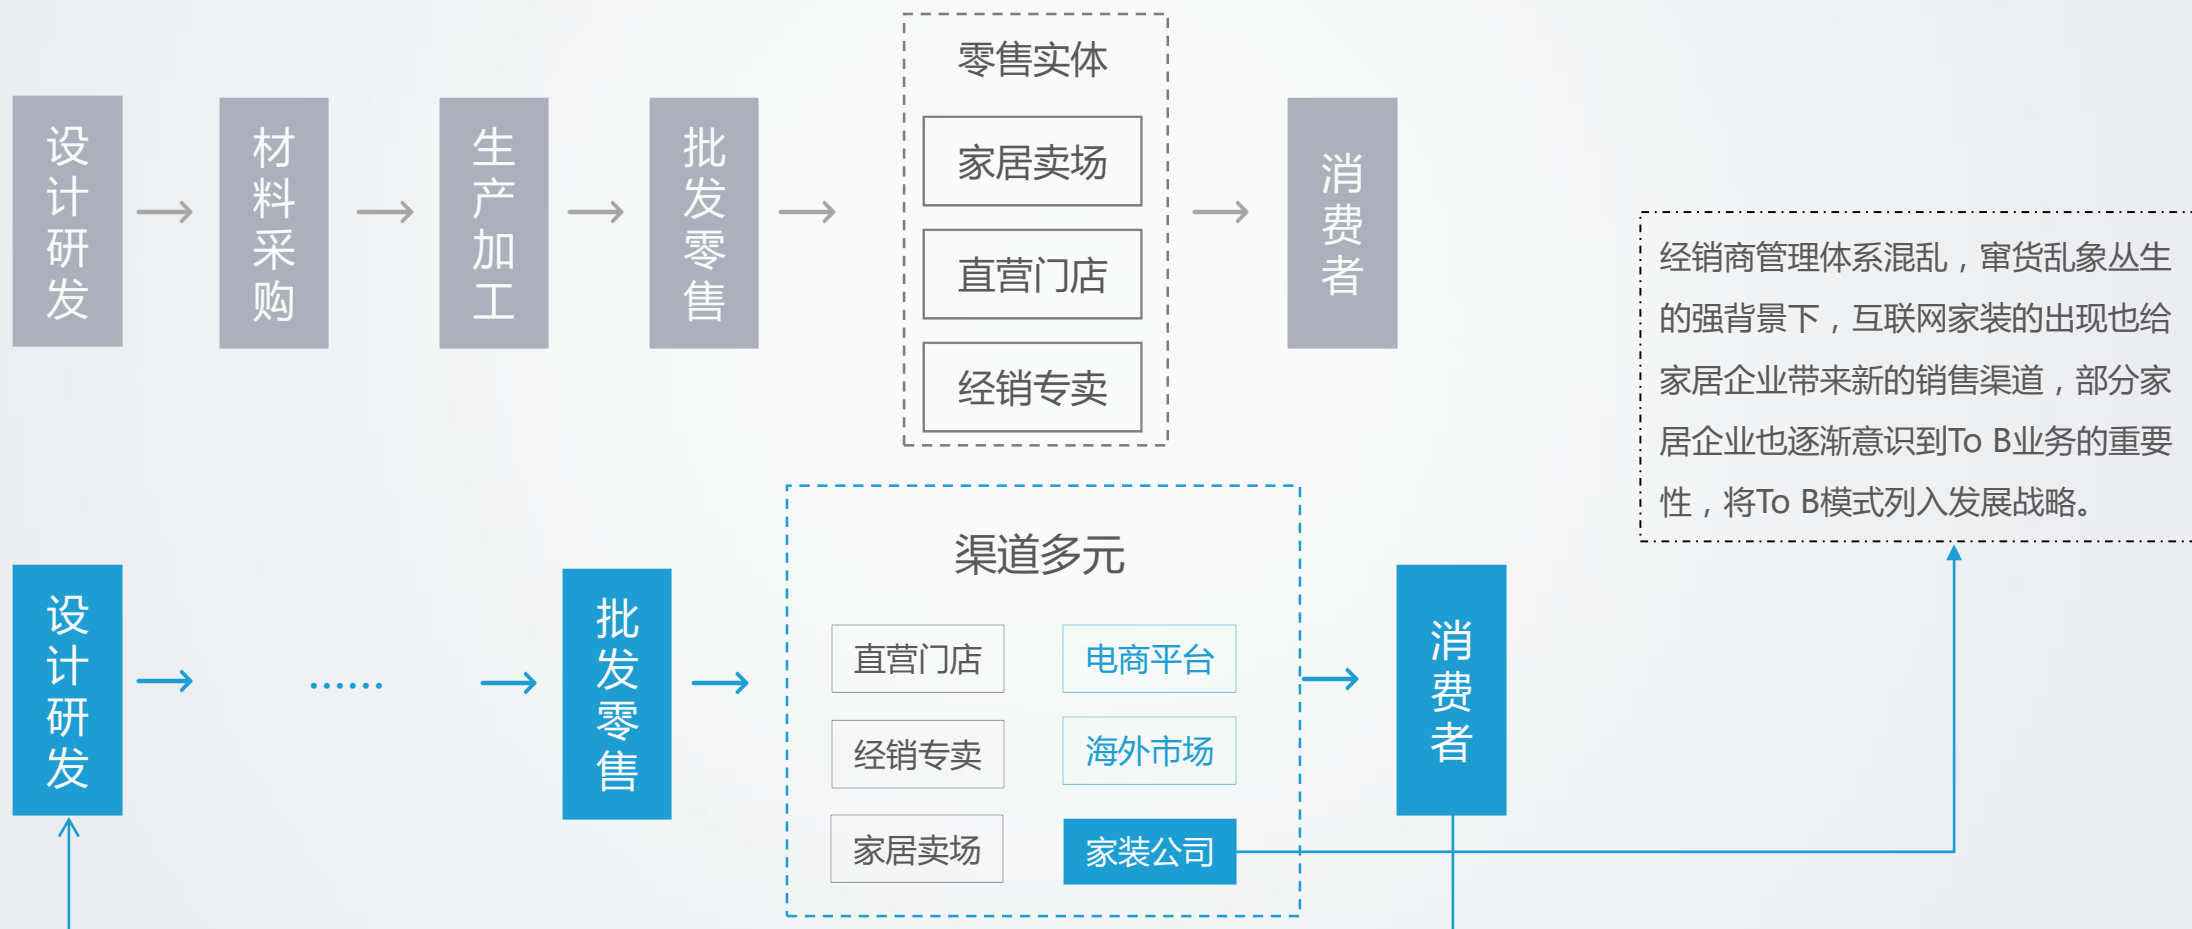 零售实体
设计研发
材料采购
生产加工
批发零售
家居卖场
直营门店
经销专卖
消费者
经销商管理体系混乱，窜货乱象丛生
的强背景下，互联网家装的出现也给
家居企业带来新的销售渠道，部分家
居企业也逐渐意识到To B业务的重要
性，将To B模式列入发展战略。
设计研发
……
批发零售
渠道多元
直营门店
电商平台
经销专卖
海外市场
家居卖场
家装公司
消费者